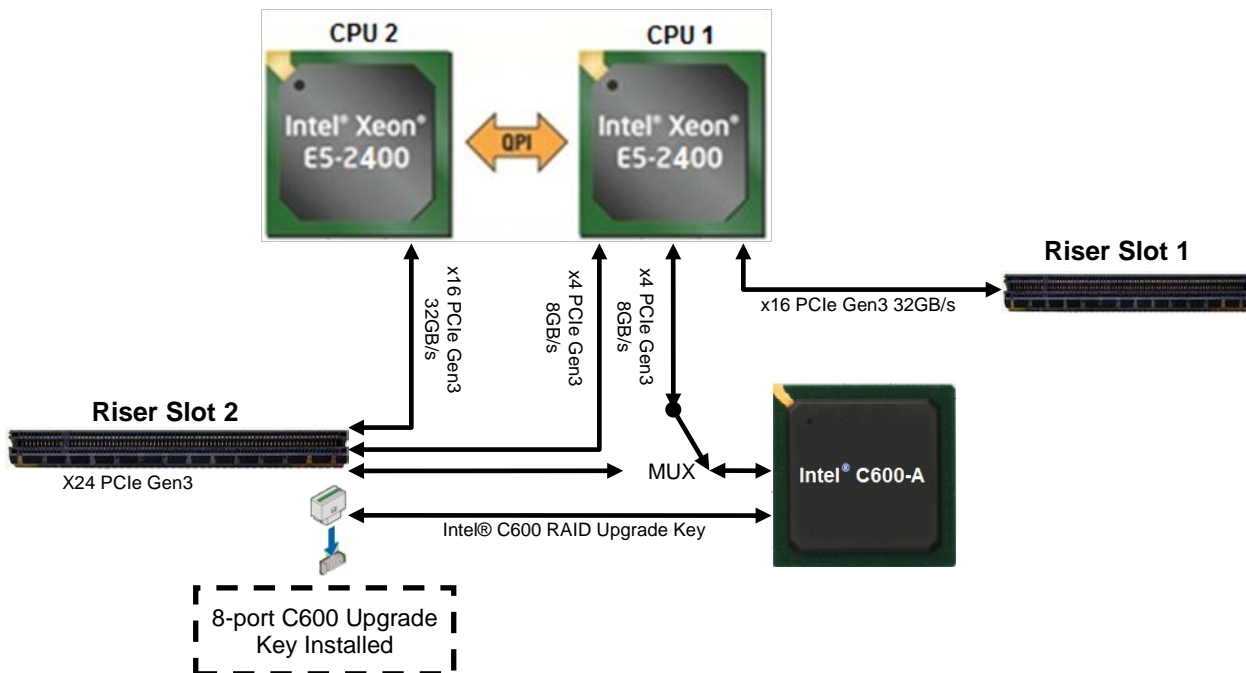 CPU 2
CPU 1
Intel® Xeon®
E5-2400
QPI
Intel® Xeon®
E5-2400
Riser Slot 1
x16 PCIe Gen3
32GB/s
x4 PCIe Gen3
8GB/s
x4 PCIe Gen3
8GB/s
x16 PCIe Gen3 32GB/s
Riser Slot 2
X24 PCIe Gen3
MUX
Intel® C600-A
Intel® C600 RAID Upgrade Key
8-port C600 Upgrade
Key Installed